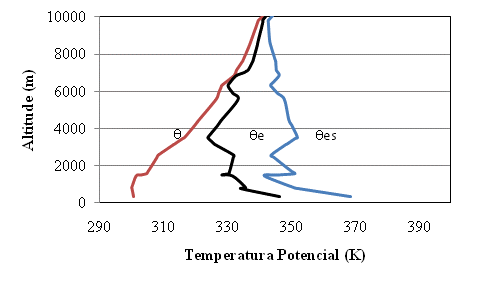 10000
8000
6000
4000
2000
0
Altitude (m)
θ
θe
θes
290 310 330 350 370 390
Temperatura Potencial (K)